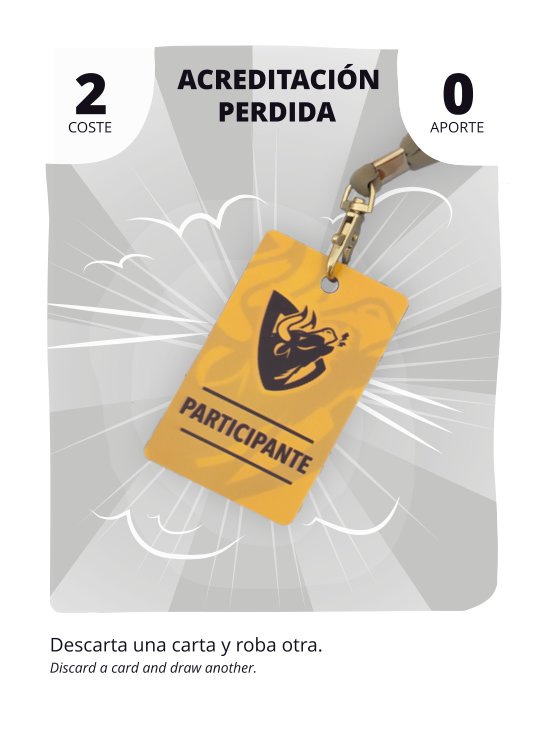 2
COSTE
ACREDITACIÓN
PERDIDA
0
APORTE
PARTICIPANTE
Descarta una carta y roba otra.
Discard a card and draw another.